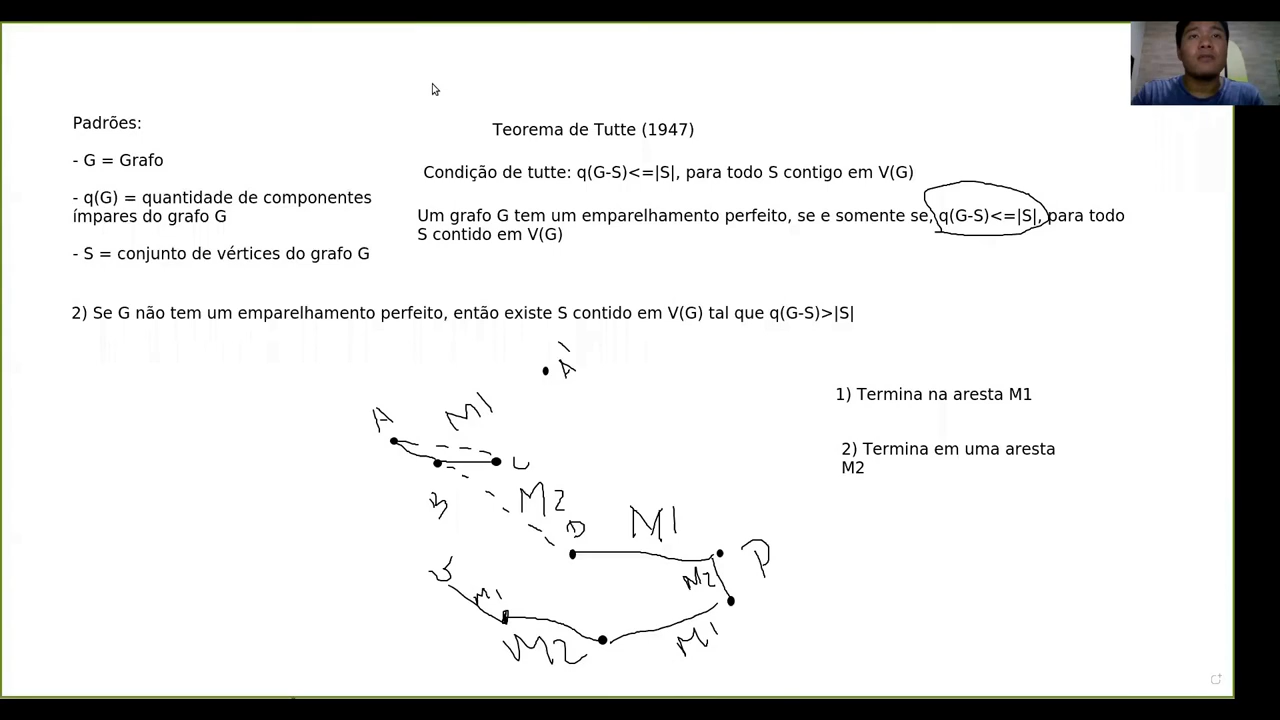 Padrões:
- G = Grafo
- q(G) = quantidade de componentes
ímpares do grafo G
- S = conjunto de vértices do grafo G
Teorema de Tutte (1947)
Condição de tutte: q(G-S)<=|S|, para todo S contigo em V(G)
Um grafo G tem um emparelhamento perfeito, se e somente se, q(G-S)<=|S|, para todo
S contido em V(G)
2) Se G não tem um emparelhamento perfeito, então existe S contido em V(G) tal que q(G-S)>|S|
A
A
M1
B
M2
D
M1
P
M2
M1
M2
M1
1) Termina na aresta M1
2) Termina em uma aresta
M2